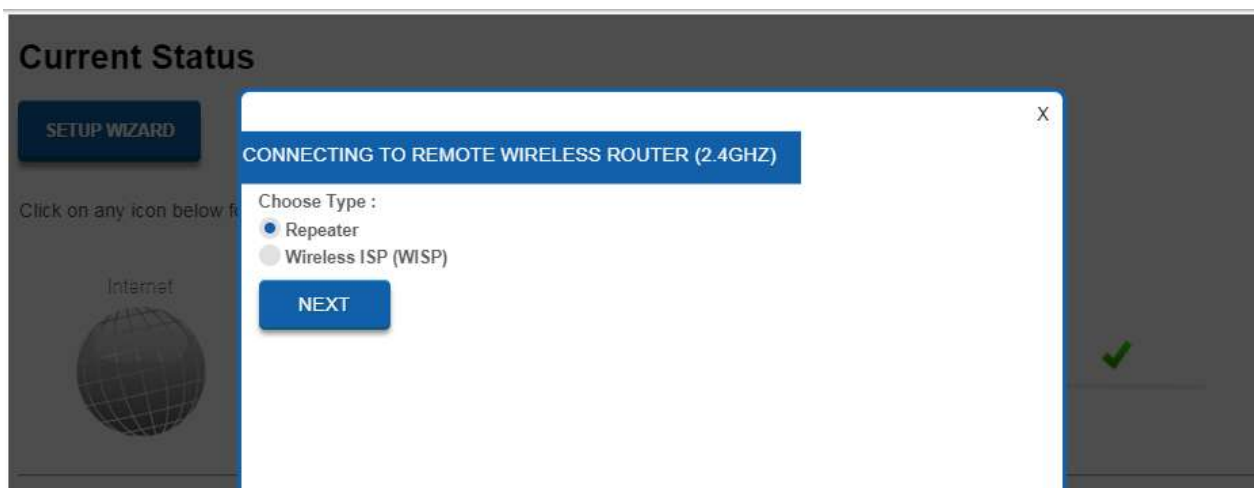 Current Status
SETUP WIZARD
X
CONNECTING TO REMOTE WIRELESS ROUTER (2.4GHZ)
Click on any icon below
Choose Type :
Repeater
Wireless ISP (WISP)
Internet
NEXT